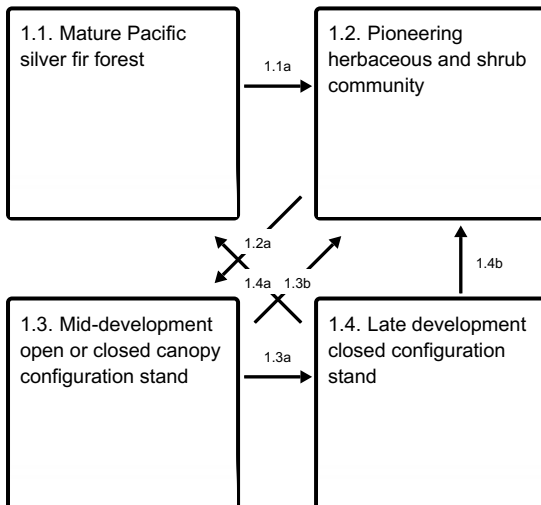 1.1. Mature Pacific
silver fir forest
1.1a
1.2. Pioneering
herbaceous and shrub
community
1.2a
1.4a
1.3b
1.4b
1.3. Mid-development
open or closed canopy
configuration stand
1.3a
1.4. Late development
closed configuration
stand